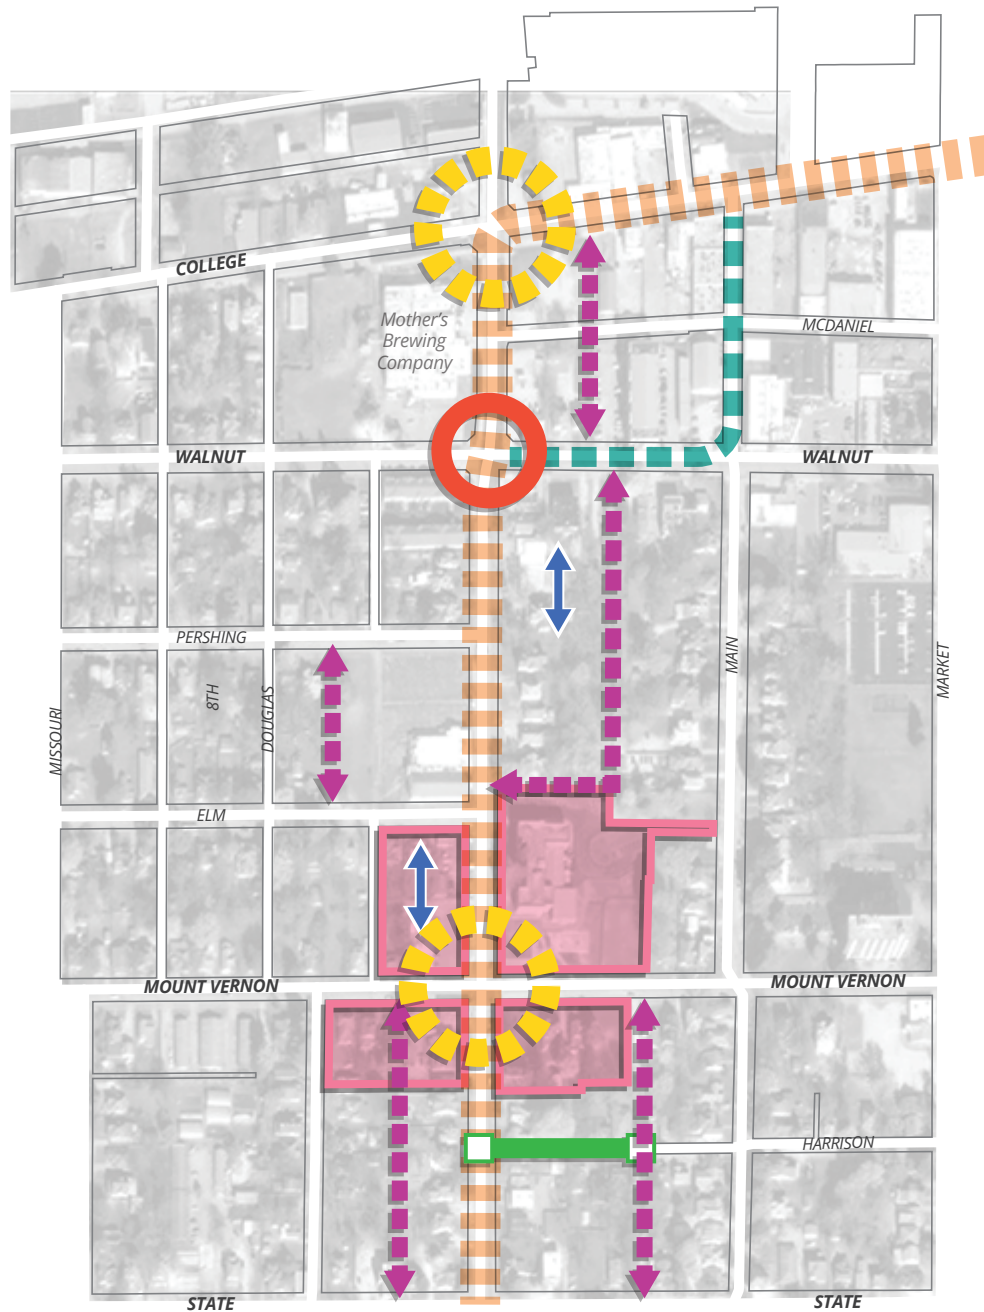 COLLEGE
Mother's
Brewing
Company
MCDANIEL
WALNUT
WALNUT
PERSHING
MISSOURI
8TH
DOUGLAS
MAIN
MARKET
ELM
MOUNT VERNON
MOUNT VERNON
HARRISON
STATE
STATE